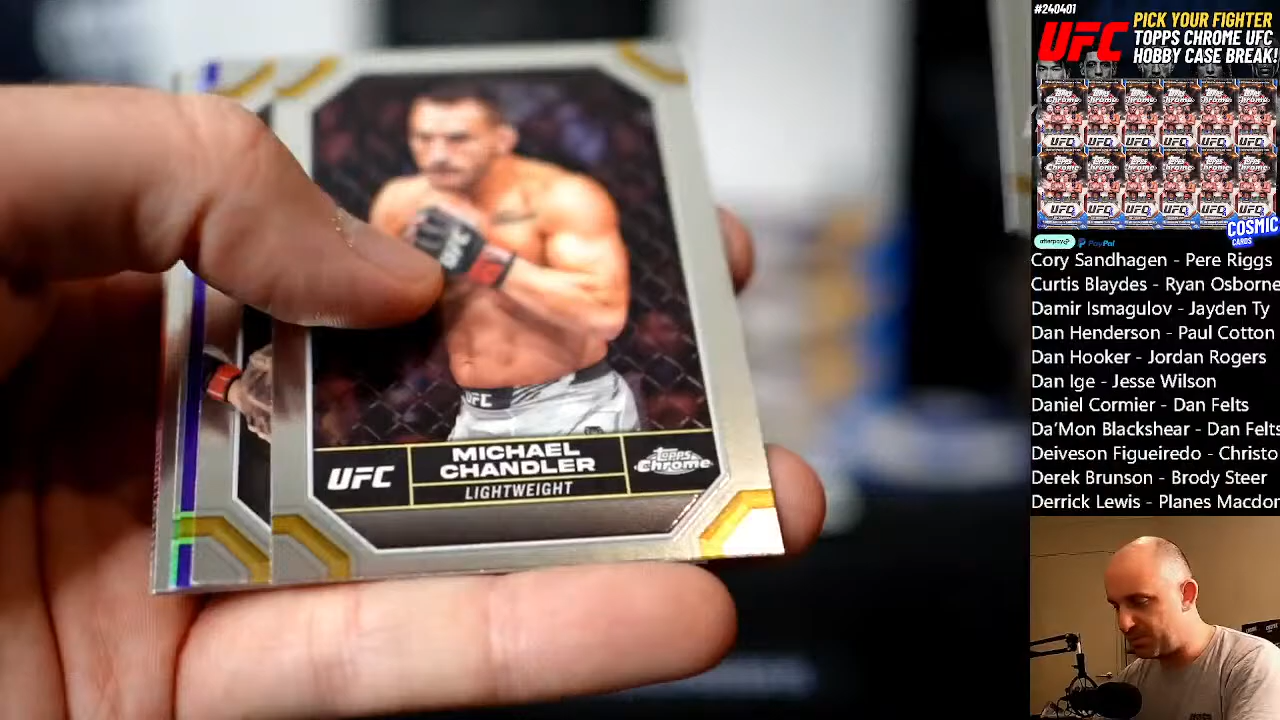 #240401
UFC
PICK YOUR FIGHTER
TOPPS CHROME UFC
HOBBY CASE BREAK!
COSMIC
CARDS
afterpay
PayPal
Cory Sandhagen - Pere Riggs
Curtis Blaydes - Ryan Osborne
Damir Ismagulov - Jayden Ty
Dan Henderson - Paul Cotton
Dan Hooker - Jordan Rogers
Dan Ige - Jesse Wilson
Daniel Cormier - Dan Felts
Da'Mon Blackshear - Dan Felts
Deiveson Figueiredo - Christo
Derek Brunson - Brody Steer
Derrick Lewis - Planes Macdon
UFC
UFC
MICHAEL
CHANDLER
LIGHTWEIGHT
Topps
Chrome